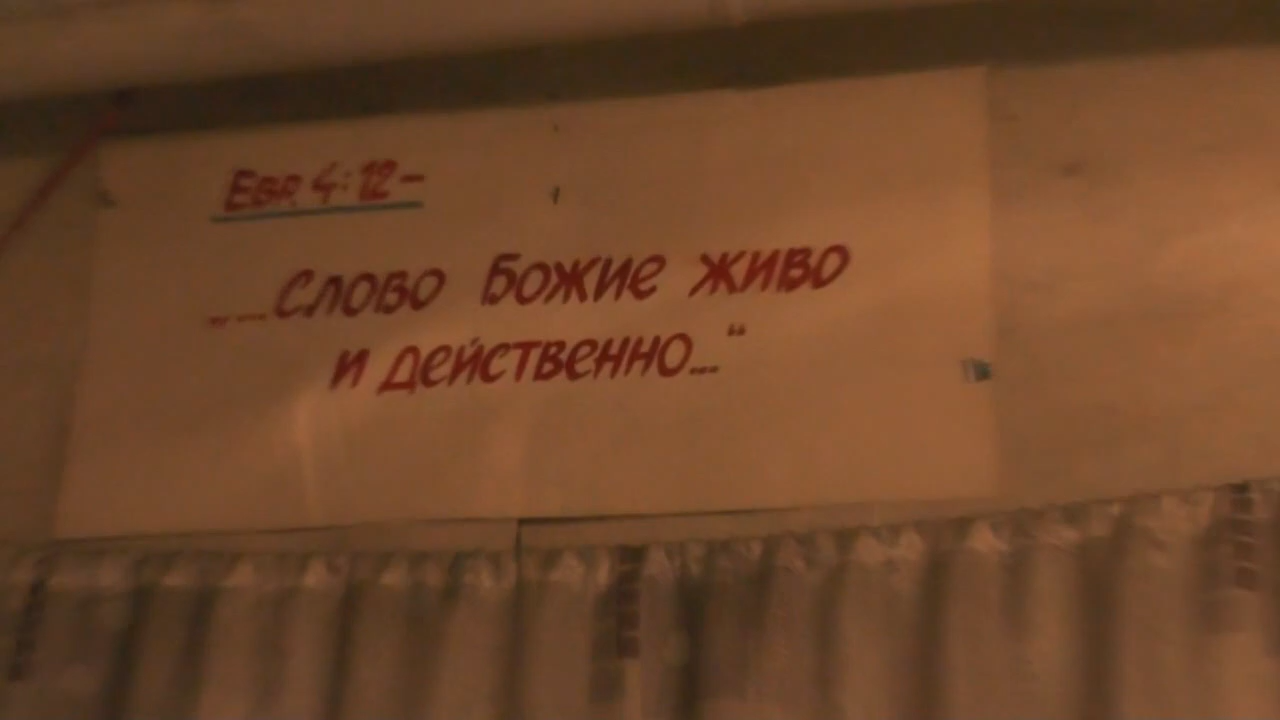 Евр. 4:12–
„...Слово Божие живо
и действенно...“